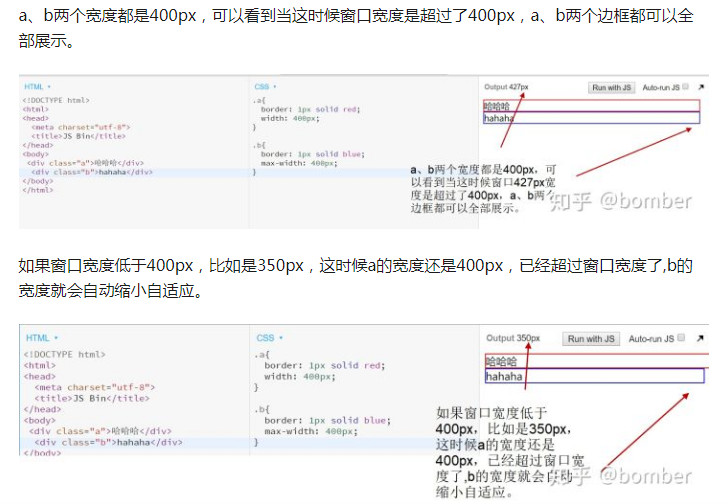 a、b两个宽度都是400px，可以看到当这时候窗口宽度是超过了400px，a、b两个边框都可以全
部展示。
HTML
CSS
Output 427px
Run with JS
Auto-run JS
<!DOCTYPE html>
<html>
<head>
<meta charset="utf-8">
<title>JS Bin</title>
</head>
<body>
<div class="a">哈哈哈</div>
<div class="b">hahaha</div>
</body>
</html>
.a{
border: 1px solid red;
width: 400px;
}
.b{
border: 1px solid blue;
max-width: 400px;
}
哈哈哈
hahaha
a、b两个宽度都是400px，可
以看到当这时候窗口427px宽
度是超过了400px，a、b两个
边框都可以全部展示。
知乎 @bomber
如果窗口宽度低于400px，比如是350px，这时候a的宽度还是400px，已经超过窗口宽度了,b的
宽度就会自动缩小自适应。
HTML
CSS
Output 350px
Run with JS
Auto-run JS
<!DOCTYPE html>
<html>
<head>
<meta charset="utf-8">
<title>JS Bin</title>
</head>
<body>
<div class="a">哈哈哈</div>
<div class="b">hahaha</div>
</body>
.a{
border: 1px solid red;
width: 400px;
}
.b{
border: 1px solid blue;
max-width: 400px;
}
哈哈哈
hahaha
如果窗口宽度低于
400px，比如是350px，
这时候a的宽度还是
400px，已经超过窗口宽
度了,b的宽度就会自动
缩小自适应。
知乎 @bomber